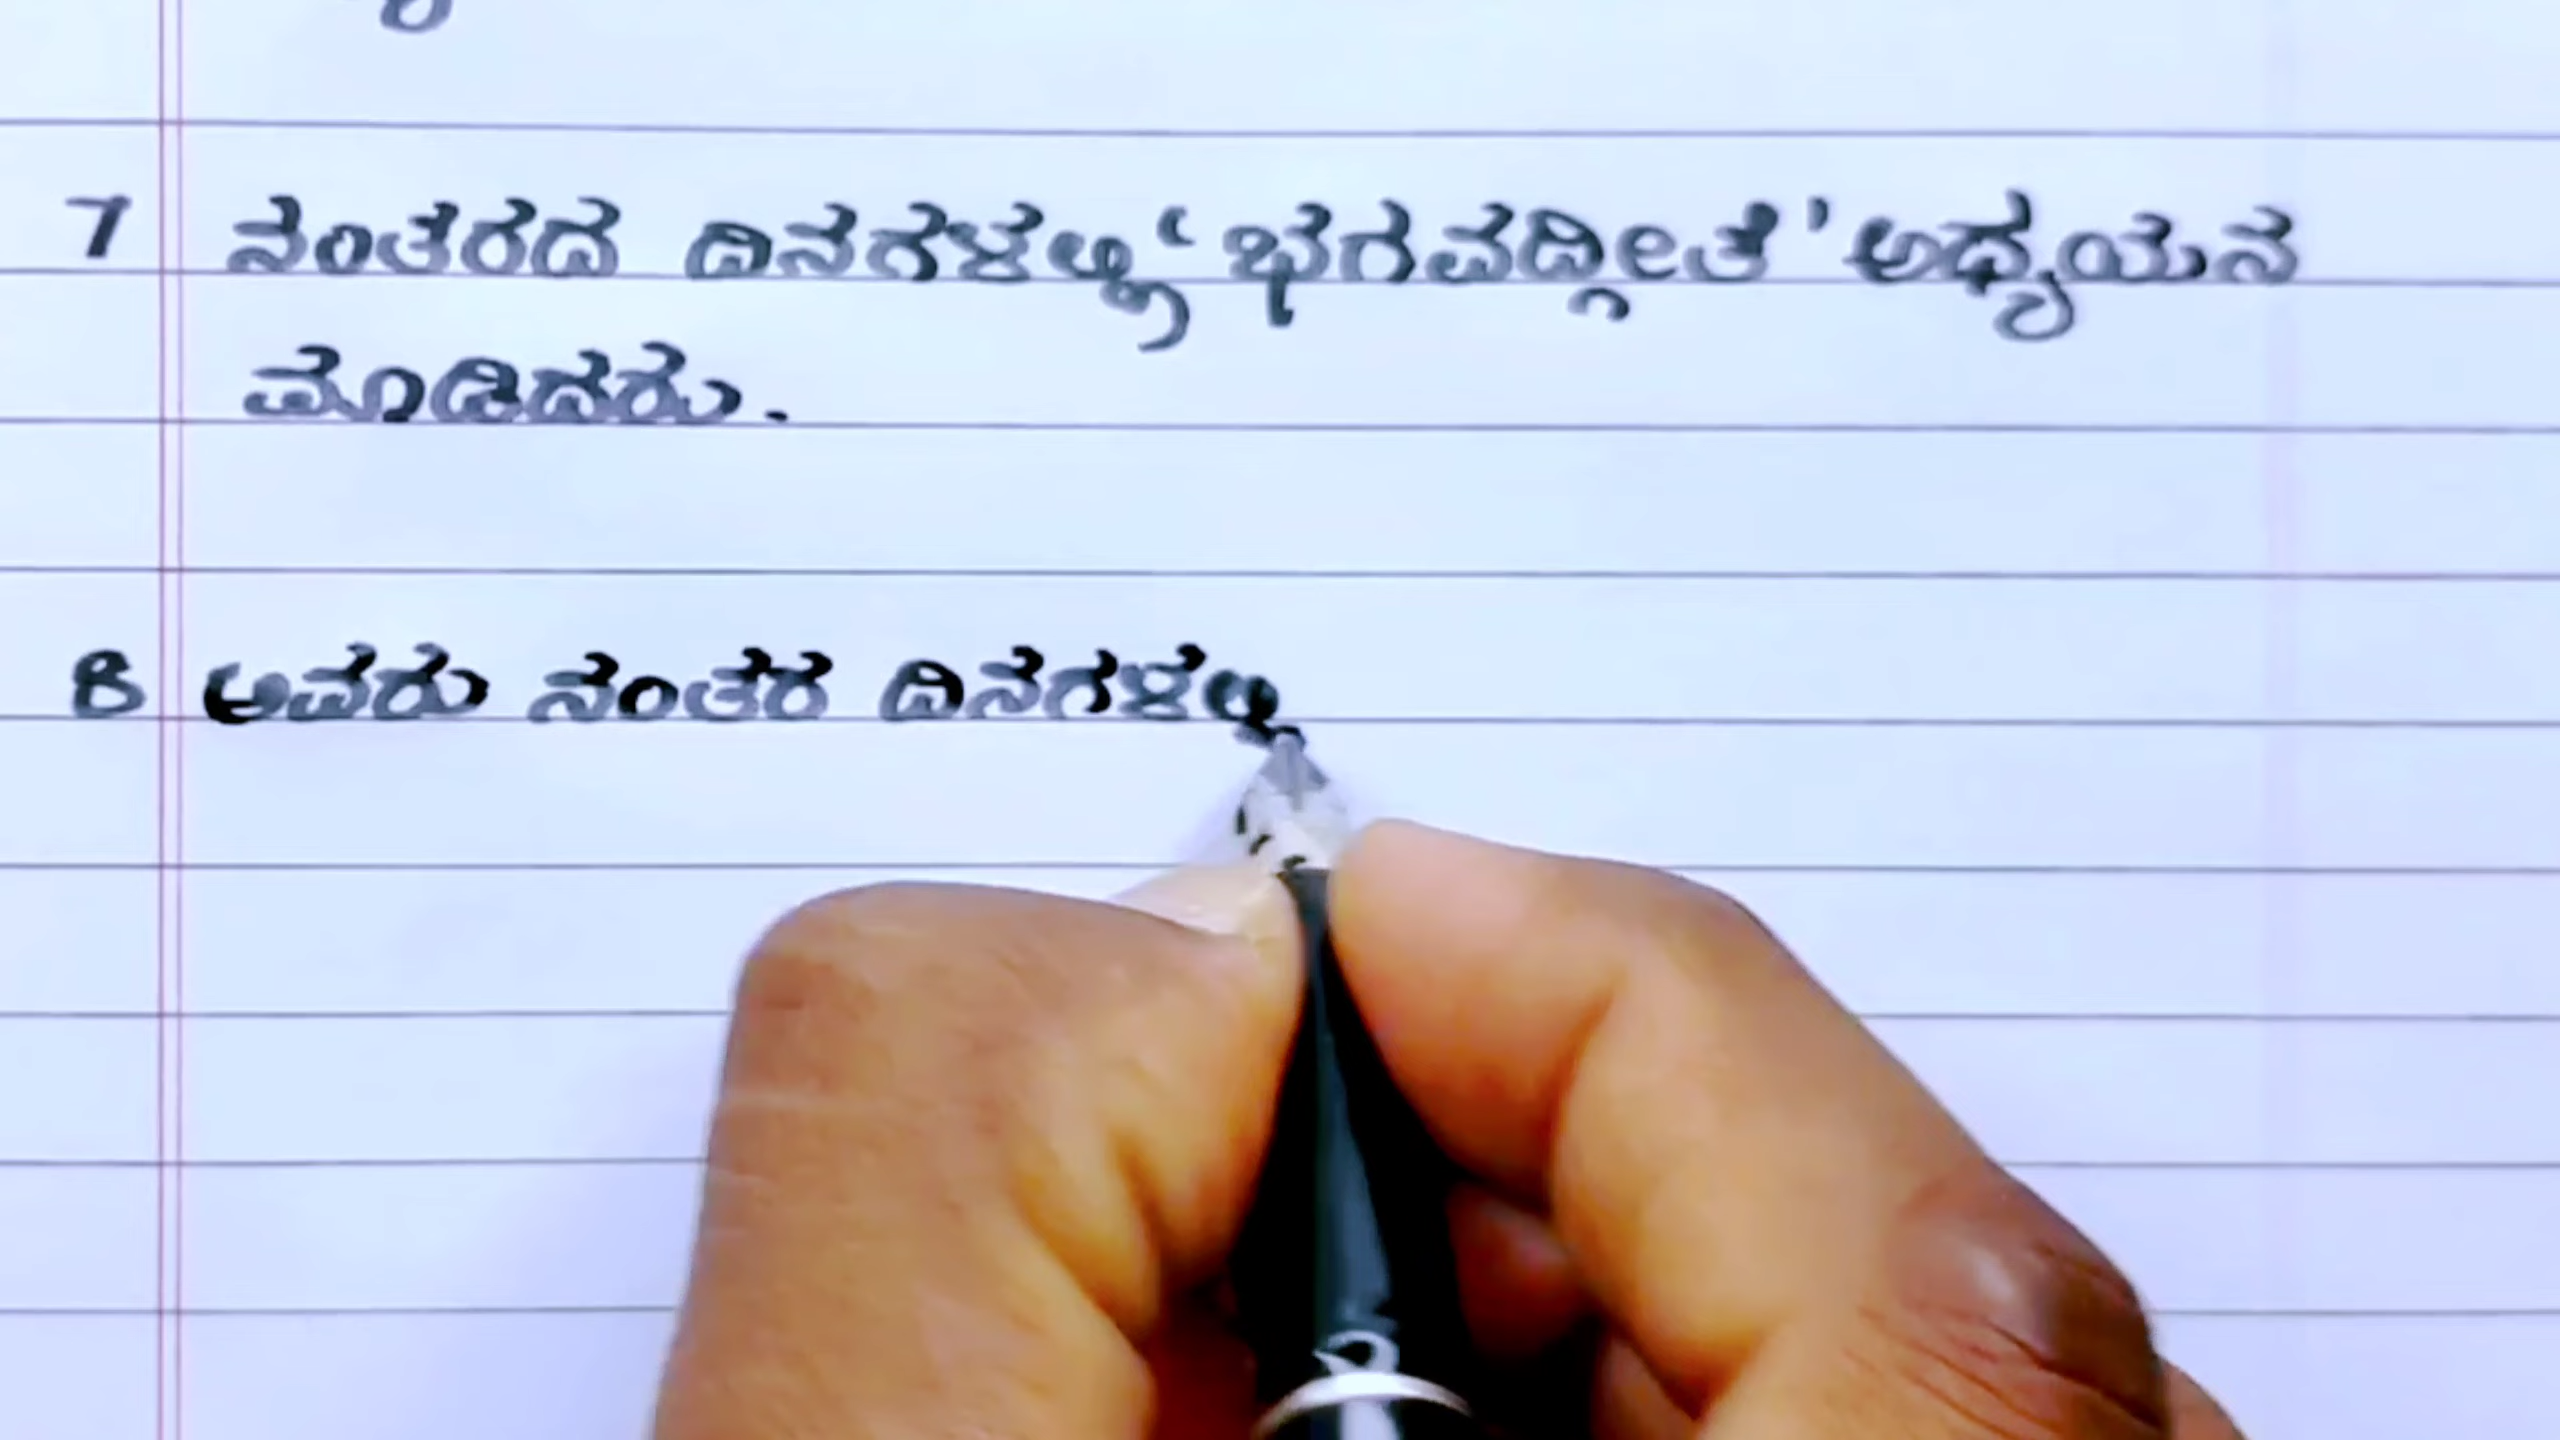 7 ನಂತರದ ದಿನಗಳಲ್ಲಿ 'ಭಗವದ್ಗೀತೆ' ಅಧ್ಯಯನ
ಮಾಡಿದರು.
8 ಅವರು ನಂತರ ದಿನಗಳಲ್ಲಿ